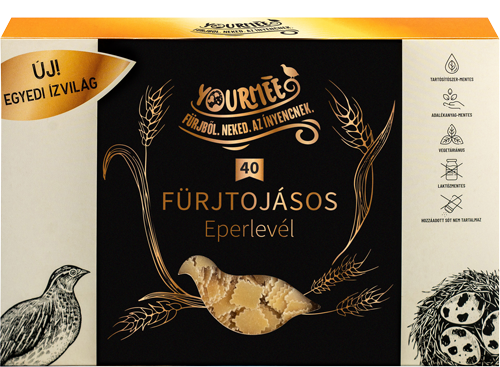 ÚJ!
EGYEDI ÍZVILÁG
YOURMÉE
FÜRJBŐL. NEKED. AZ ÍNYENCNEK.
40
FÜRJTOJÁSOS
Eperlevél
TARTÓSÍTÓSZER-MENTES
ADALÉKANYAG-MENTES
VEGETÁRIÁNUS
LAKTÓZMENTES
HOZZÁADOTT SÓT NEM TARTALMAZ